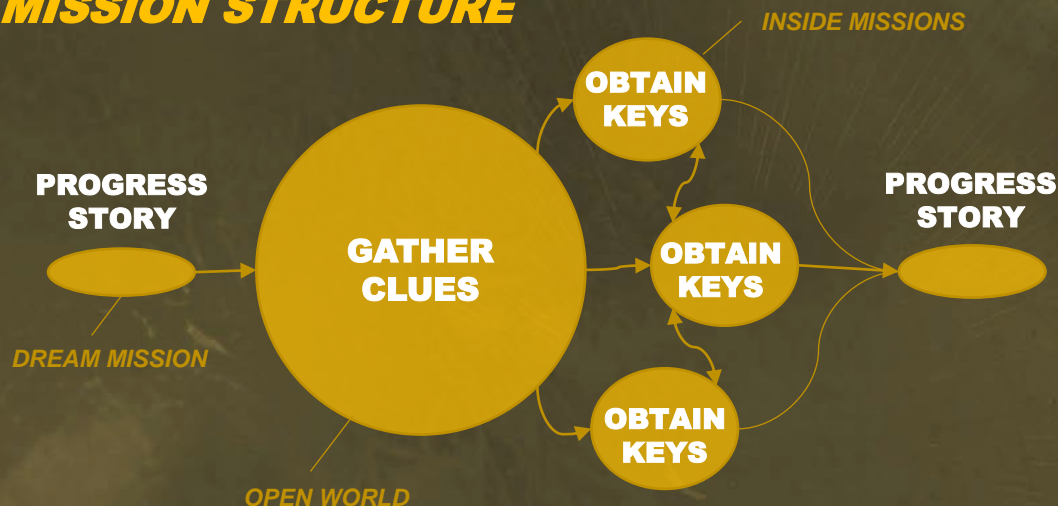 MISSION STRUCTURE
INSIDE MISSIONS
OBTAIN
KEYS
PROGRESS
STORY
GATHER
CLUES
OBTAIN
KEYS
PROGRESS
STORY
DREAM MISSION
OBTAIN
KEYS
OPEN WORLD